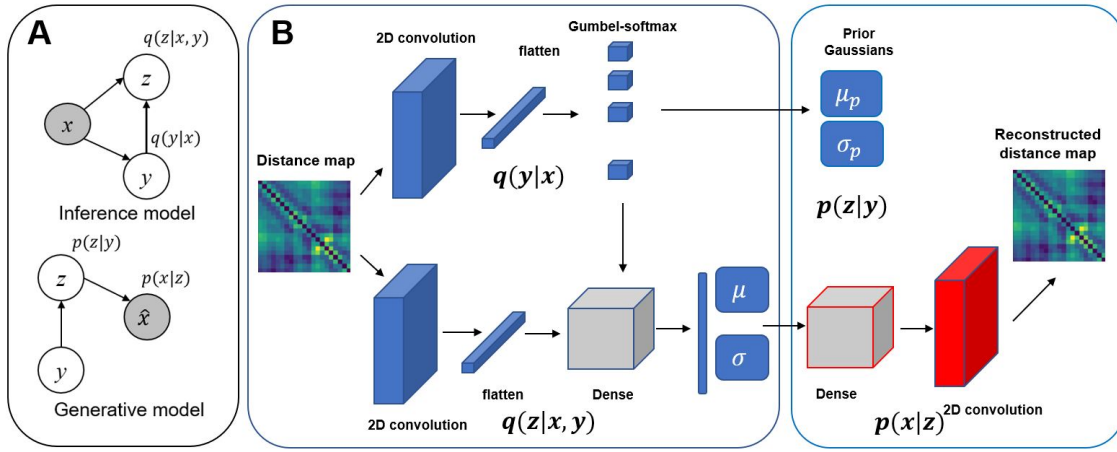 A
q(z|x, y)
z
x
q(y|x)
y
Inference model
p(z|y)
z
p(x|z)
x̂
y
Generative model
B
2D convolution
flatten
Gumbel-softmax
Distance map
q(y|x)
2D convolution
flatten
q(z|x, y)
Dense
μ
σ
Prior
Gaussians
μp
σp
p(z|y)
Reconstructed
distance map
Dense
p(x|z)
2D convolution